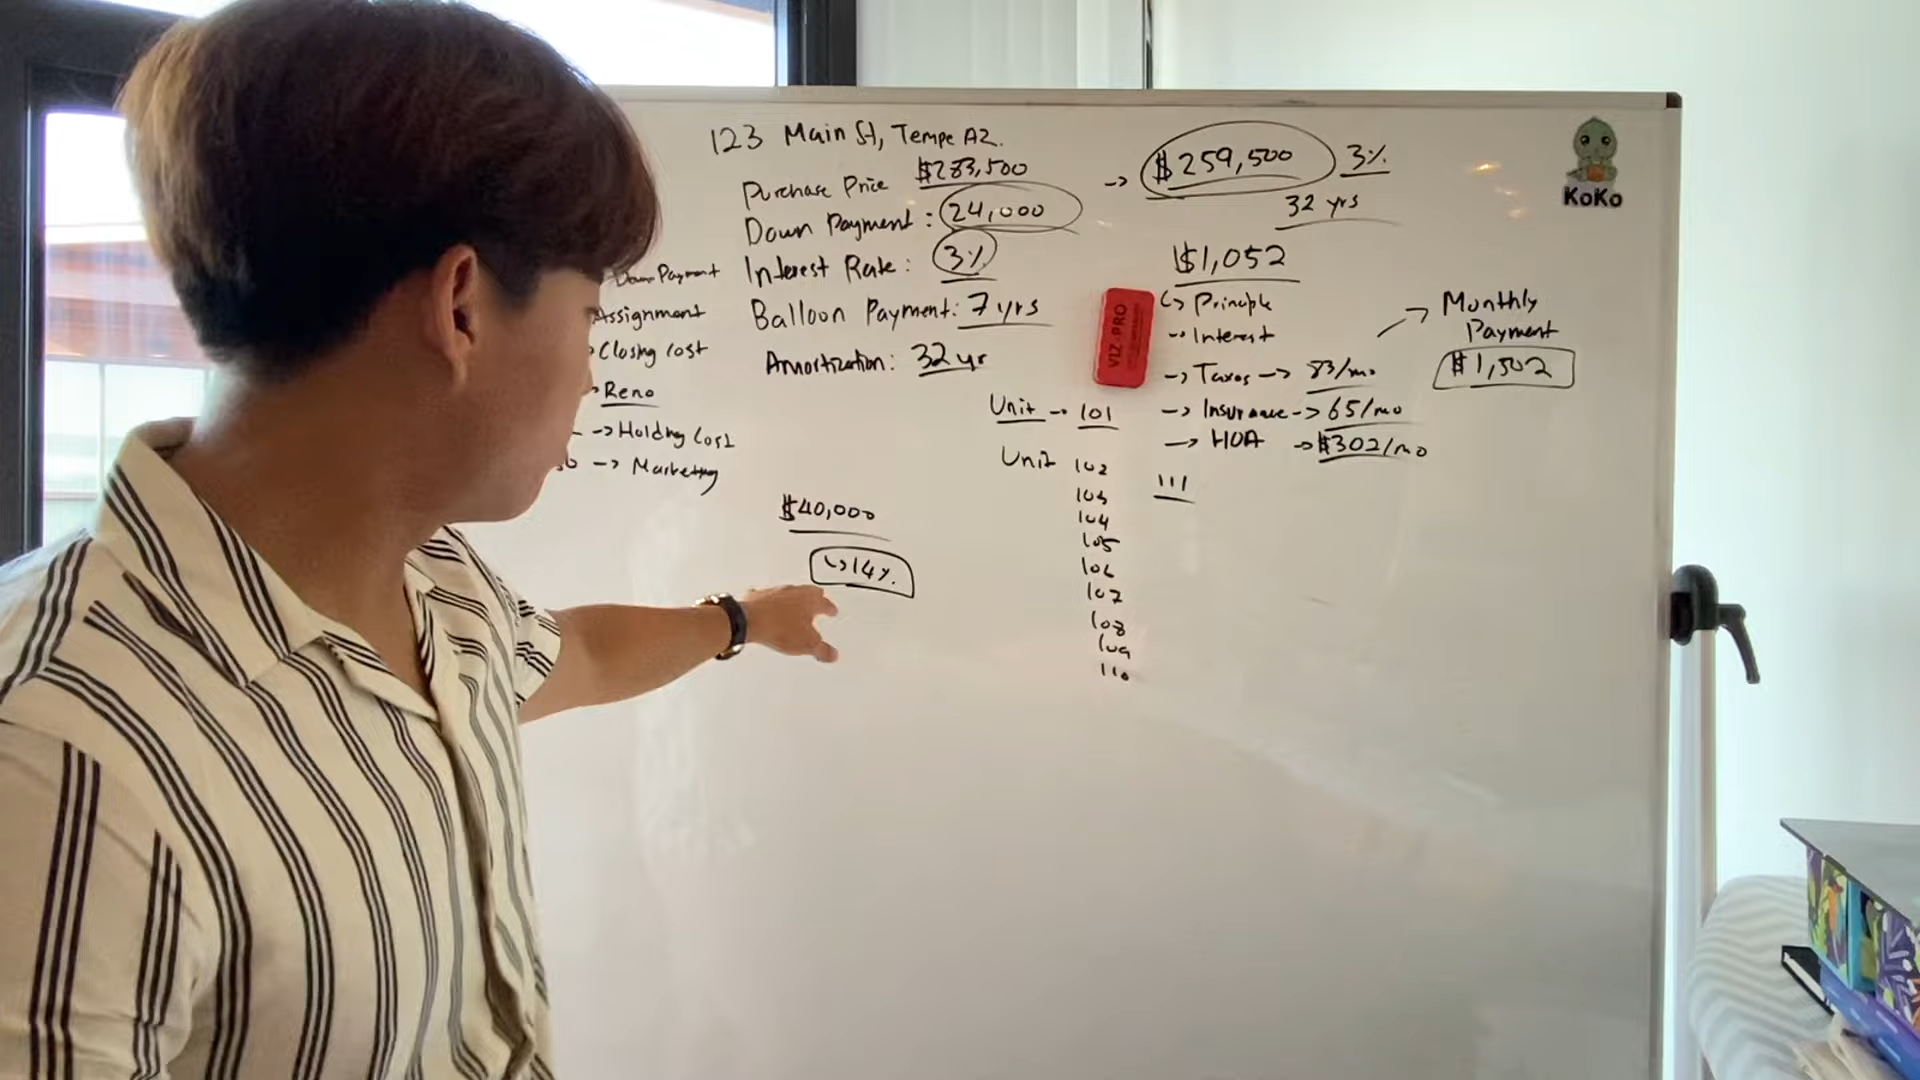 123 Main St, Tempe AZ.
Purchase Price $283,500
Down Payment : 24,000
Interest Rate : 3%
Balloon Payment: 7 yrs
Amortization: 32 yr
-> $259,500 3%
32 yrs
$1,052
↳ Principle
-> Interest
-> Taxes -> 83/mo
-> Insurance -> 65/mo
-> HOA -> $302/mo
-> Monthly
Payment
$1,502
Down Payment
Assignment
Closing Cost
Reno
-> Holding Cost
-> Marketing
$40,000
↳ 14%.
Unit -> 101
Unit 102
103
104
105
106
107
108
109
110
111
VIZ-PRO
KoKo